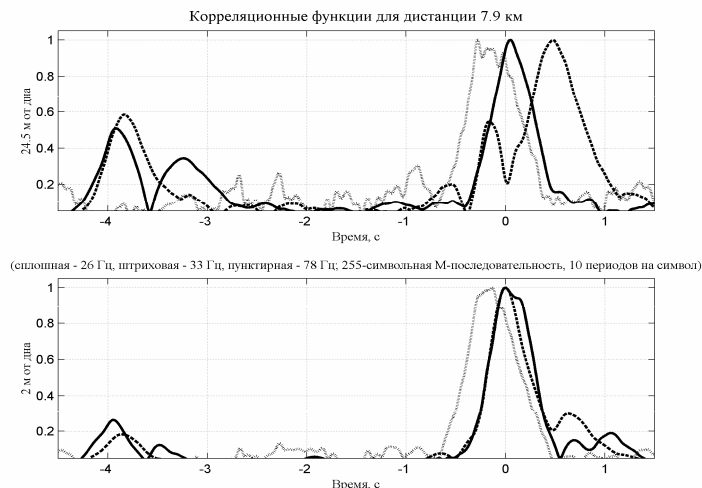 Корреляционные функции для дистанции 7.9 км
24.5 м от дна
1
0.8
0.6
0.4
0.2
-4 -3 -2 -1 0 1
Время, с
(сплошная - 26 Гц, штриховая - 33 Гц, пунктирная - 78 Гц; 255-символьная М-последовательность, 10 периодов на символ)
2 м от дна
1
0.8
0.6
0.4
0.2
-4 -3 -2 -1 0 1
Время, с